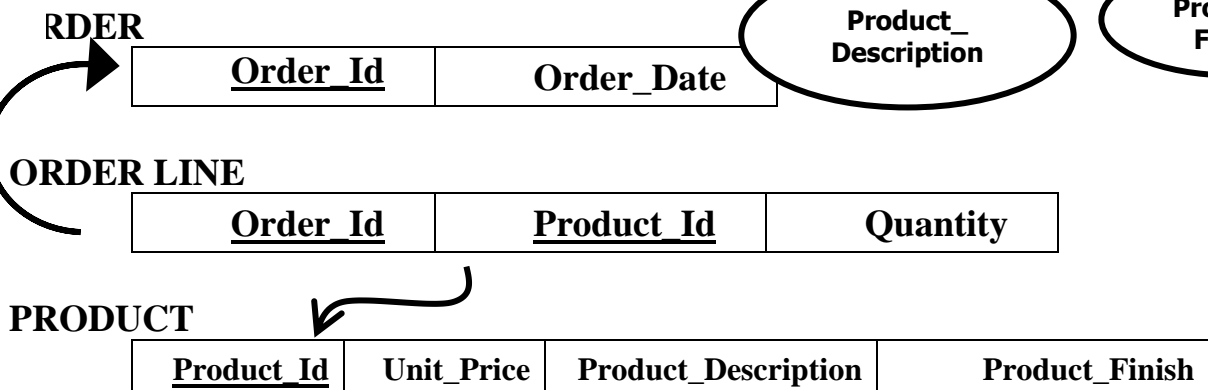 RDER
Product_
Description
Pro
F
Order_Id Order_Date
ORDER LINE
Order_Id Product_Id Quantity
PRODUCT
Product_Id Unit_Price Product_Description Product_Finish